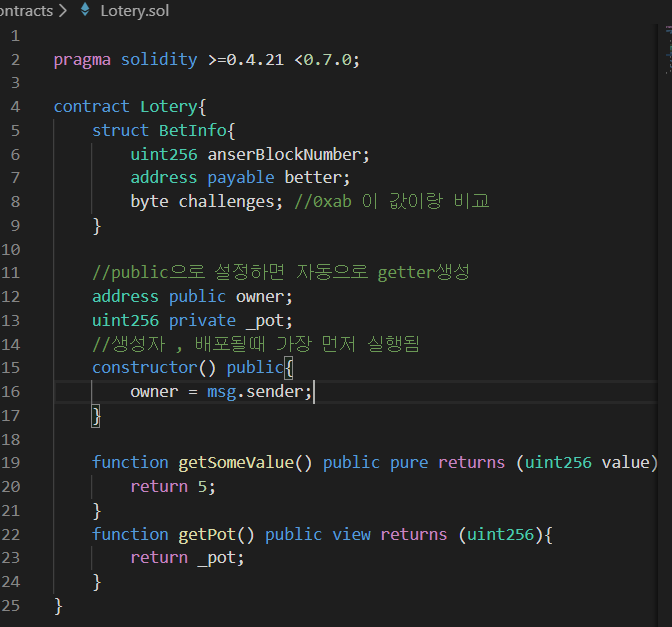 ontracts > Lotery.sol
1
2 pragma solidity >=0.4.21 <0.7.0;
3
4 contract Lotery{
5 struct BetInfo{
6 uint256 anserBlockNumber;
7 address payable better;
8 byte challenges; //0xab 이 값이랑 비교
9 }
10
11 //public으로 설정하면 자동으로 getter생성
12 address public owner;
13 uint256 private _pot;
14 //생성자 , 배포될때 가장 먼저 실행됨
15 constructor() public{
16 owner = msg.sender;
17 }
18
19 function getSomeValue() public pure returns (uint256 value)
20 return 5;
21 }
22 function getPot() public view returns (uint256){
23 return _pot;
24 }
25 }